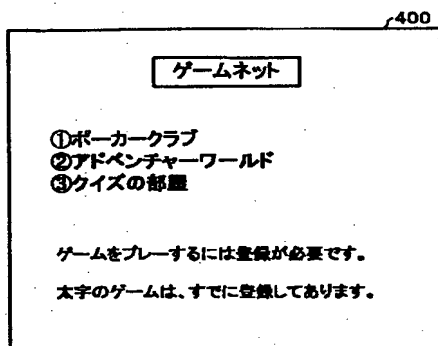 400
ゲームネット
①ポーカークラブ
②アドベンチャーワールド
③クイズの部屋
ゲームをプレーするには登録が必要です。
太字のゲームは、すでに登録してあります。